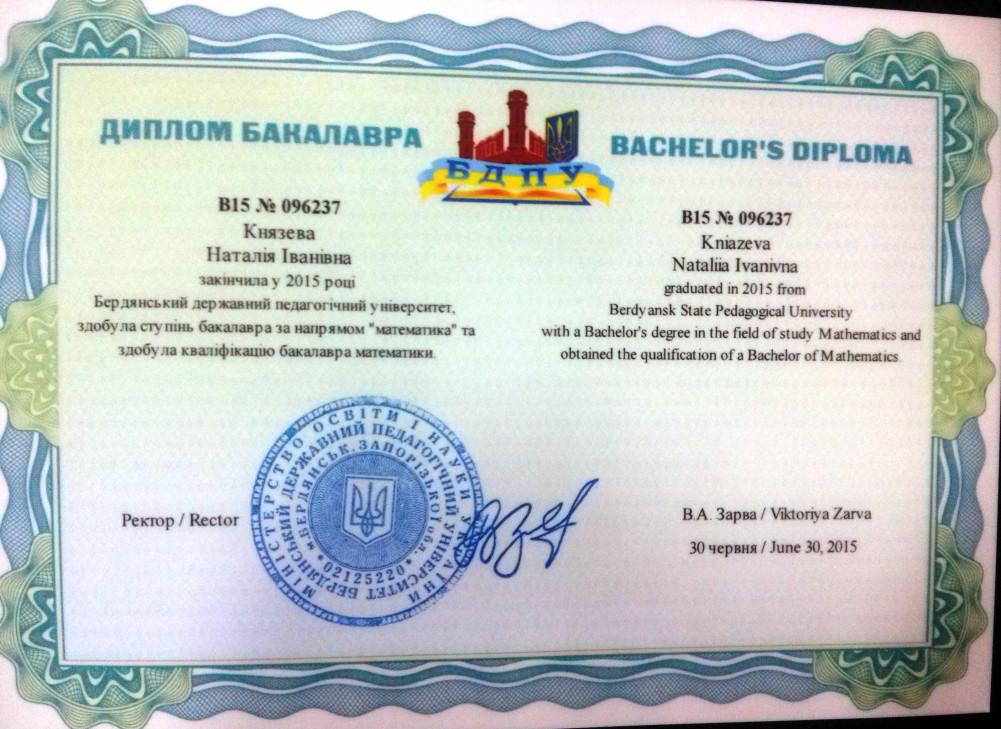 ДИПЛОМ БАКАЛАВРА
БДПУ
BACHELOR'S DIPLOMA
В15 № 096237
Князева
Наталія Іванівна
закінчила у 2015 році
Бердянський державний педагогічний університет,
здобула ступінь бакалавра за напрямом "математика" та
здобула кваліфікацію бакалавра математики.
B15 № 096237
Kniazeva
Nataliia Ivanivna
graduated in 2015 from
Berdyansk State Pedagogical University
with a Bachelor's degree in the field of study Mathematics and
obtained the qualification of a Bachelor of Mathematics.
МІНІСТЕРСТВО ОСВІТИ І НАУКИ УКРАЇНИ
БЕРДЯНСЬКИЙ ДЕРЖАВНИЙ ПЕДАГОГІЧНИЙ УНІВЕРСИТЕТ
м. БЕРДЯНСЬК, ЗАПОРІЗЬКОЇ обл.
* 02125220 *
Ректор / Rector
В.А. Зарва / Viktoriya Zarva
30 червня / June 30, 2015